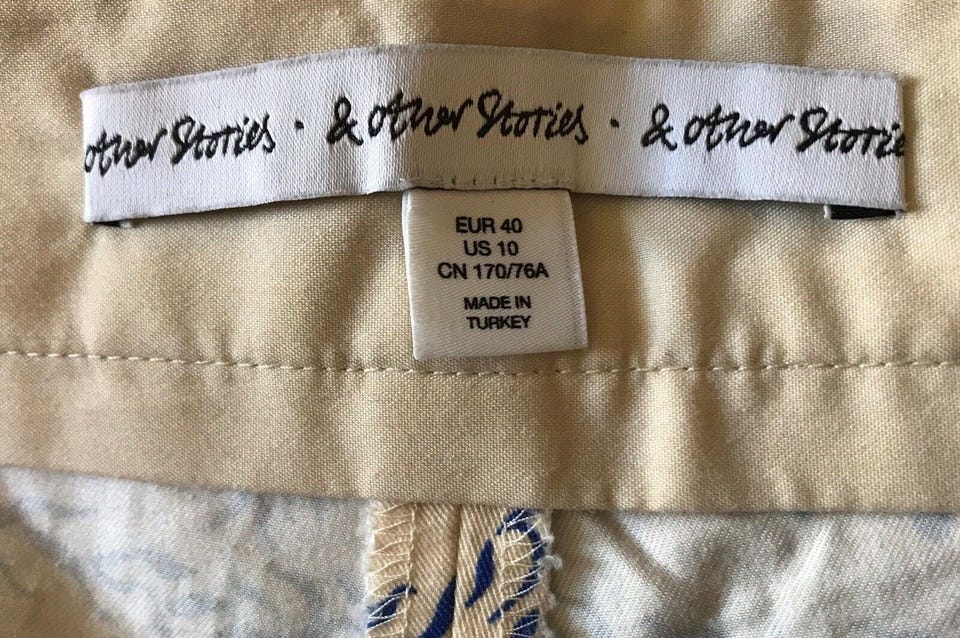 other Stories · & other Stories · & other Storie
EUR 40
US 10
CN 170/76A
MADE IN
TURKEY